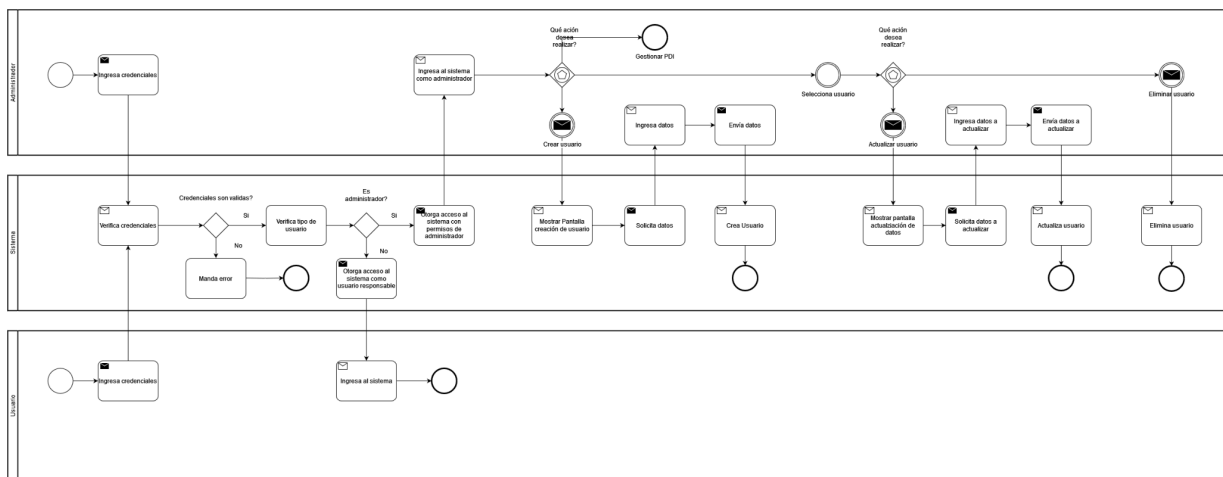 Administrador
Ingresa credenciales
Ingresa al sistema
como administrador
Qué ación
desea
realizar?
Gestionar PDI
Crear usuario
Ingresa datos
Envía datos
Selecciona usuario
Qué ación
desea
realizar?
Actualizar usuario
Ingresa datos a
actualizar
Envía datos a
actualizar
Eliminar usuario
Sistema
Verifica credenciales
Credenciales son validas?
Si
No
Manda error
Verifica tipo de
usuario
Es
administrador?
Si
No
Otorga acceso al
sistema con
permisos de
administrador
Otorga acceso al
sistema como
usuario responsable
Mostrar Pantalla
creación de usuario
Solicita datos
Crea Usuario
Mostrar pantalla
actualziación de
datos
Solicita datos a
actualizar
Actualiza usuario
Elimina usuario
Usuario
Ingresa credenciales
Ingresa al sistema